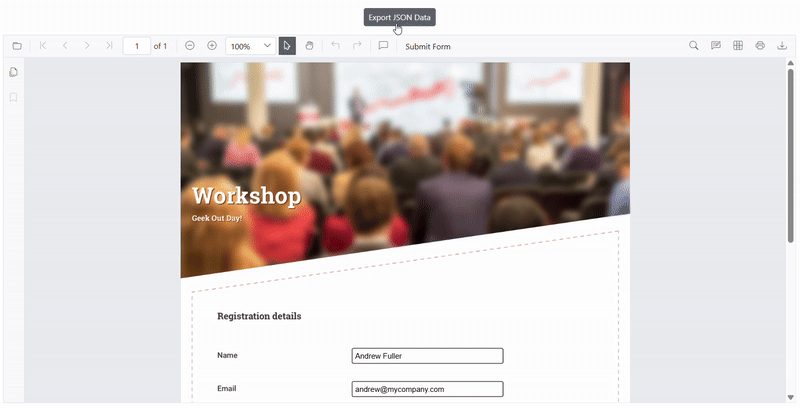 Export JSON Data
1 of 1 100% Submit Form
Workshop
Geek Out Day!
Registration details
Name Andrew Fuller
Email andrew@mycompany.com